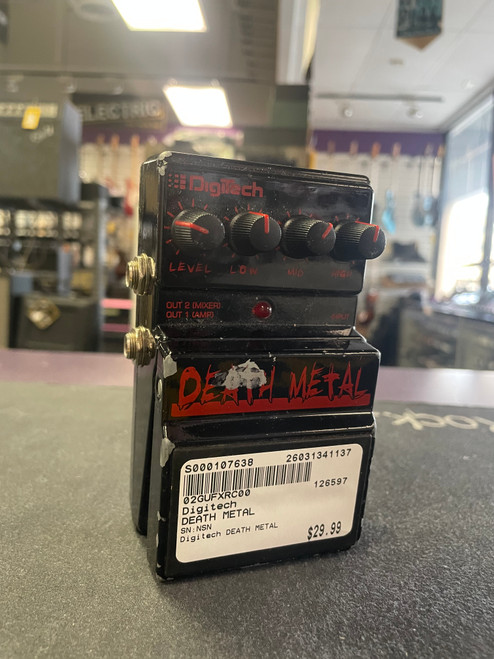 ELECTRIC
DigiTech
LEVEL LOW MID HIGH
OUT 2 (MIXER)
OUT 1 (AMP)
DEATH METAL
S000107638 26031341137
126597
02GUFXRC00
Digitech
DEATH METAL
SN:NSN
Digitech DEATH METAL
$29.99